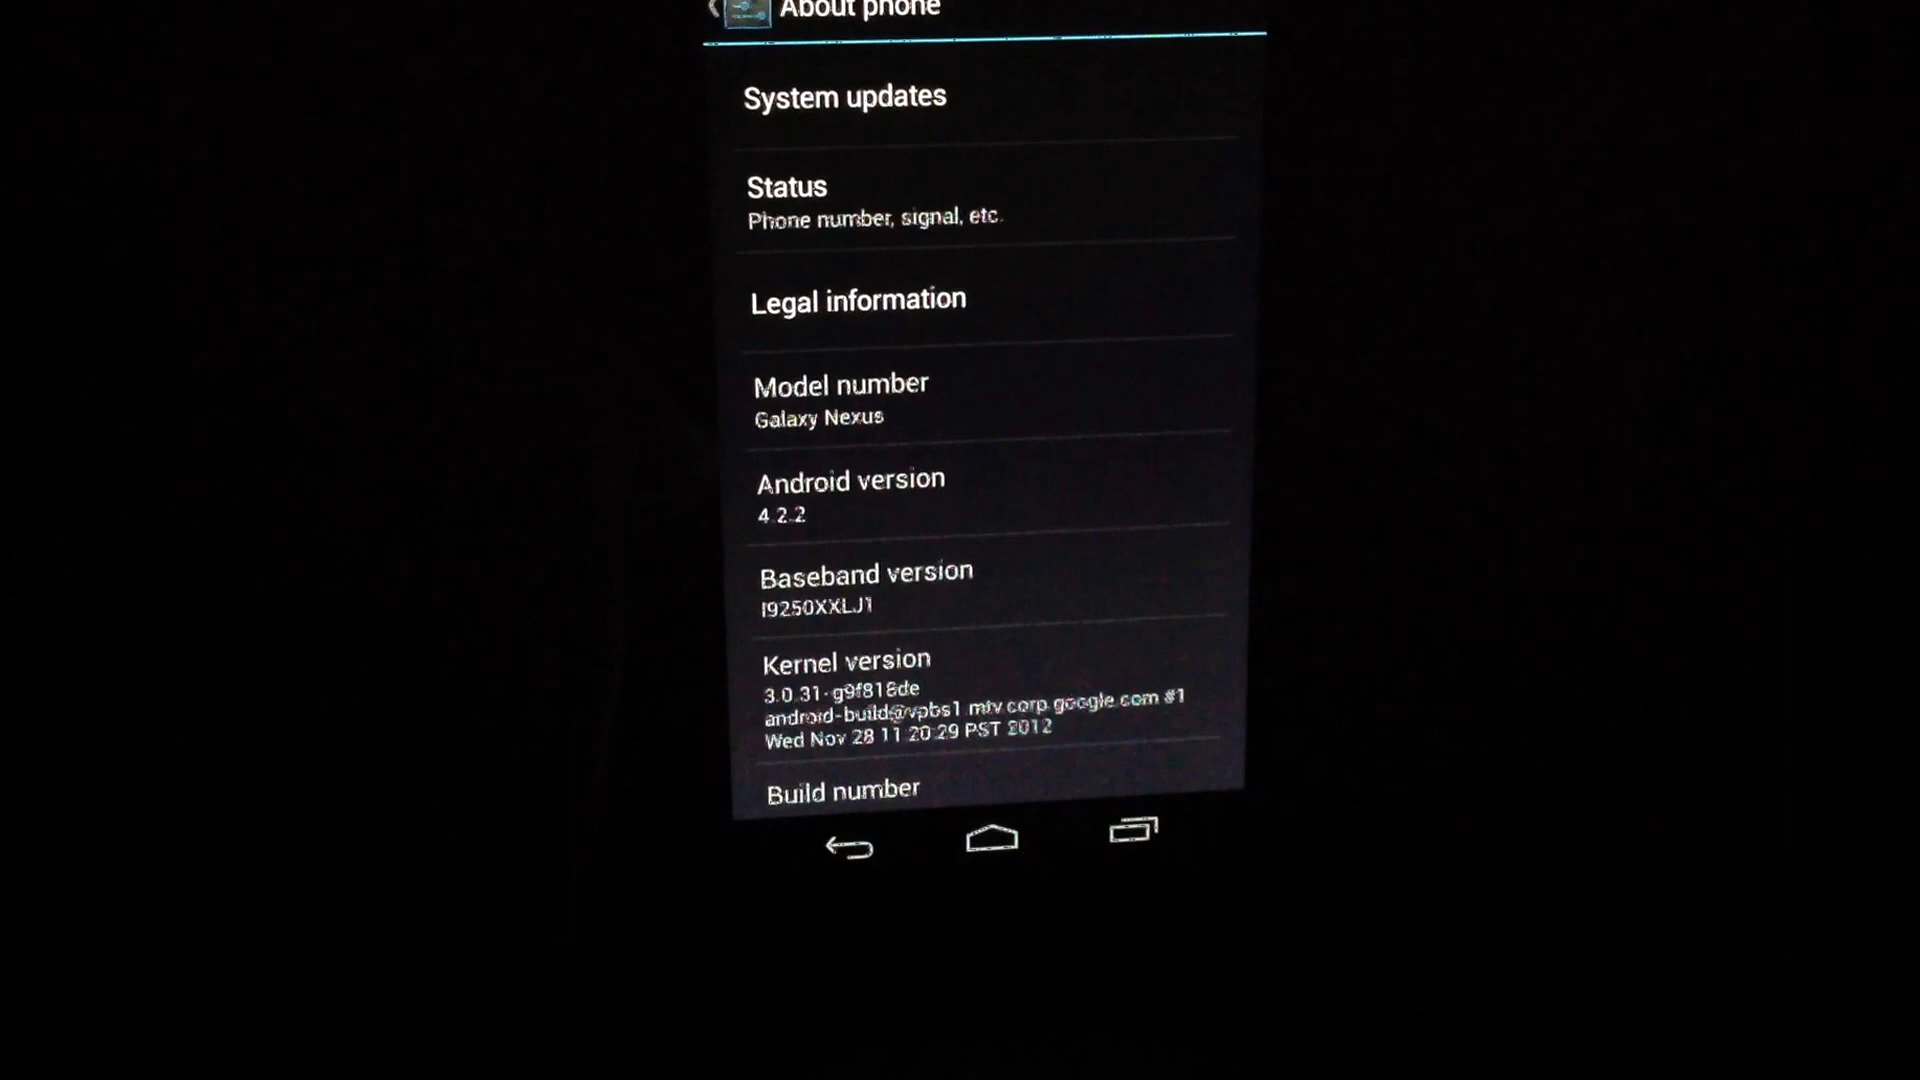 About phone
System updates
Status
Phone number, signal, etc.
Legal information
Model number
Galaxy Nexus
Android version
4.2.2
Baseband version
I9250XXLJ1
Kernel version
3.0.31-g9f818de
android-build@vpbs1.mtv.corp.google.com #1
Wed Nov 28 11:20:29 PST 2012
Build number